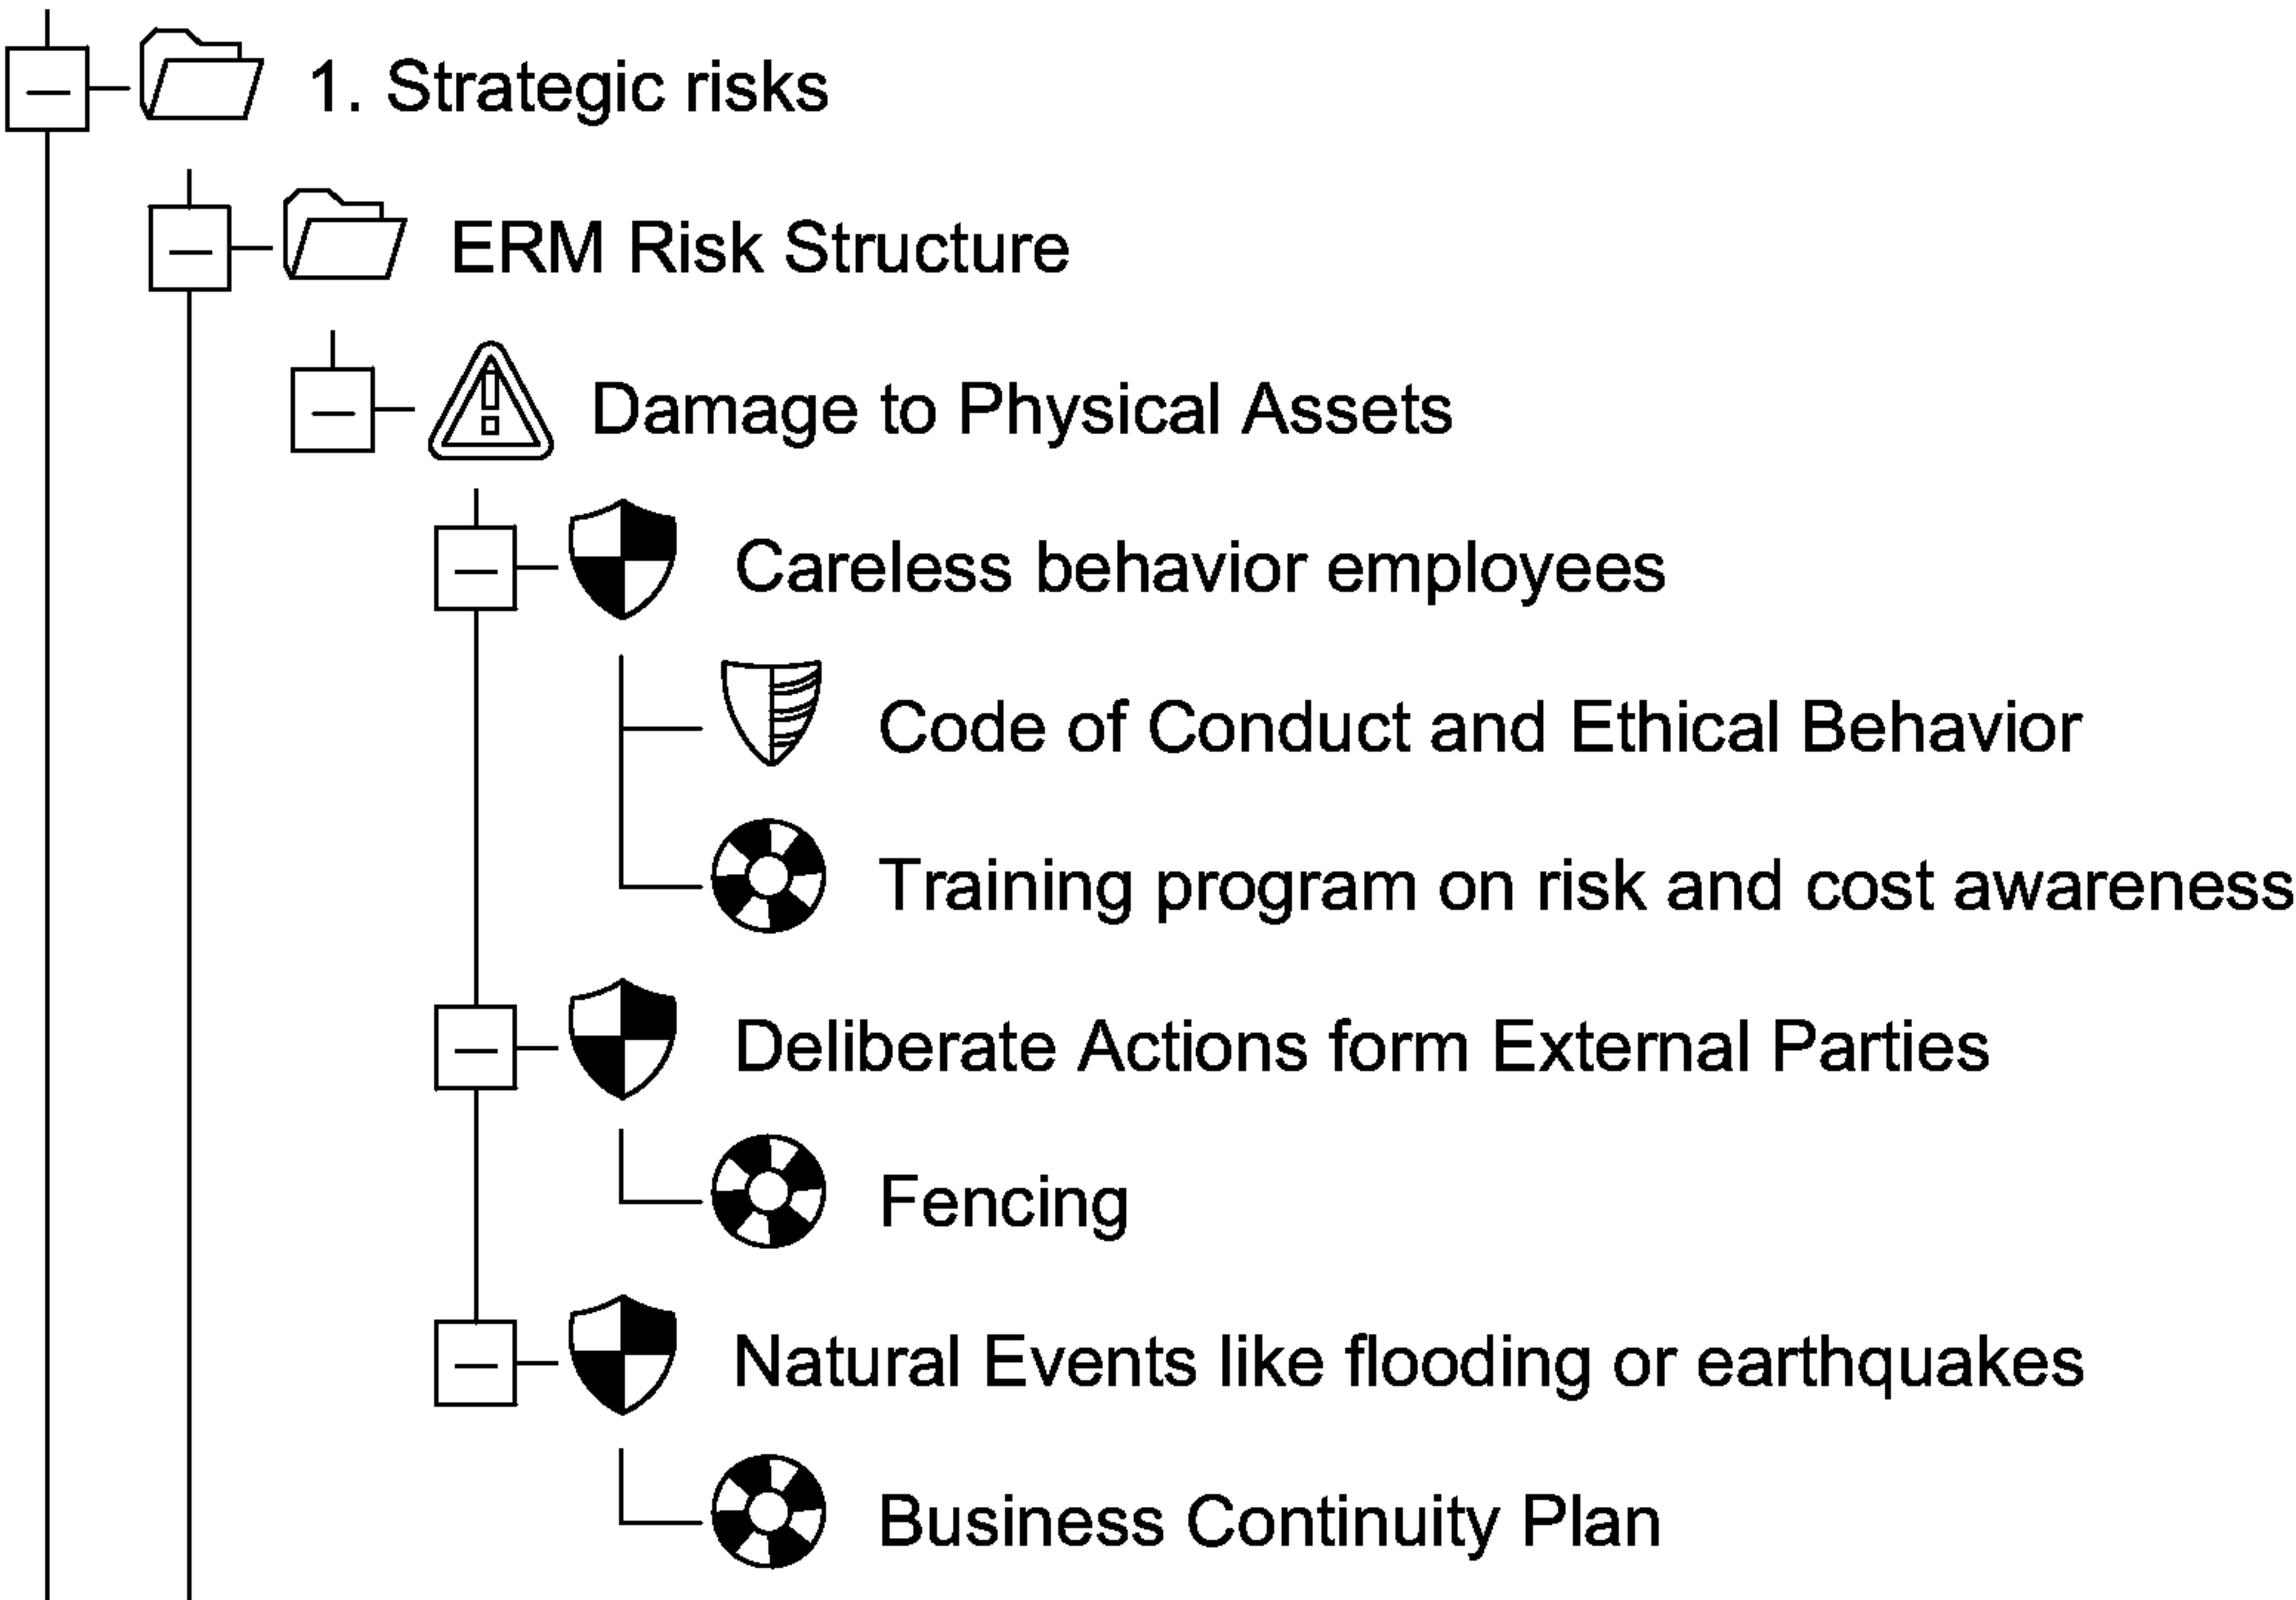 1. Strategic risks
ERM Risk Structure
Damage to Physical Assets
Careless behavior employees
Code of Conduct and Ethical Behavior
Training program on risk and cost awareness
Deliberate Actions form External Parties
Fencing
Natural Events like flooding or earthquakes
Business Continuity Plan